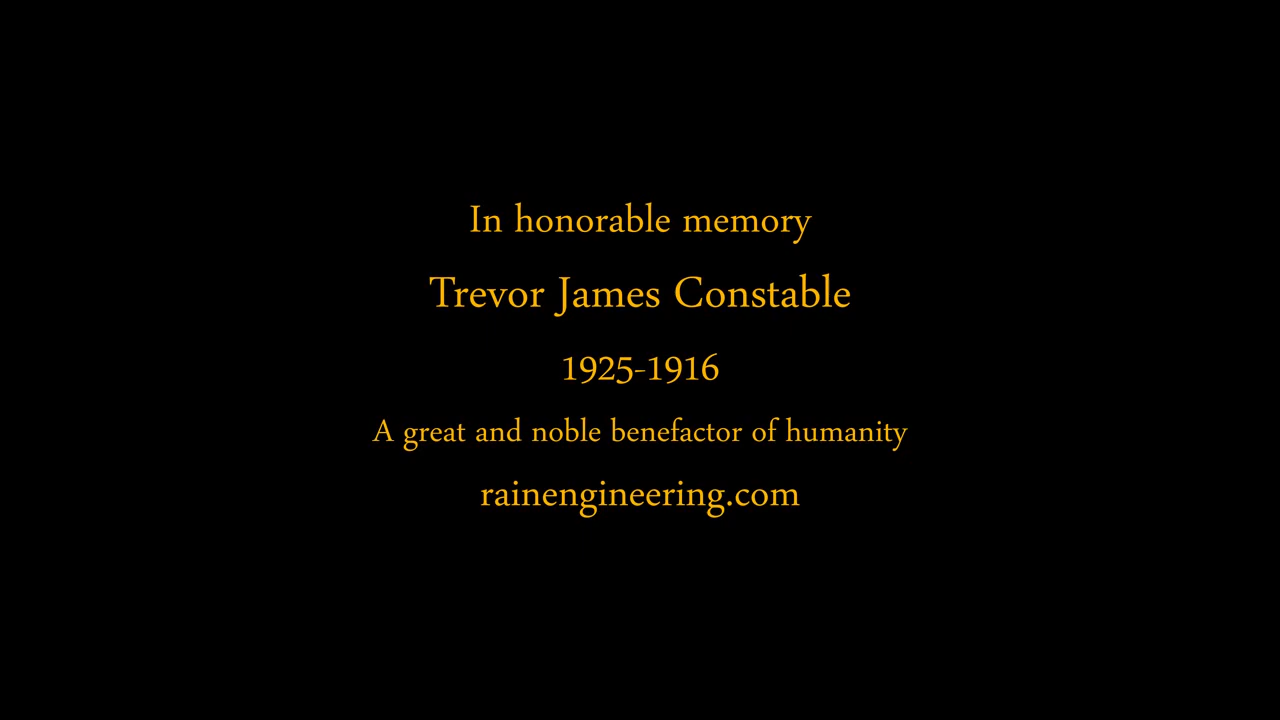 In honorable memory
Trevor James Constable
1925-1916
A great and noble benefactor of humanity
rainengineering.com